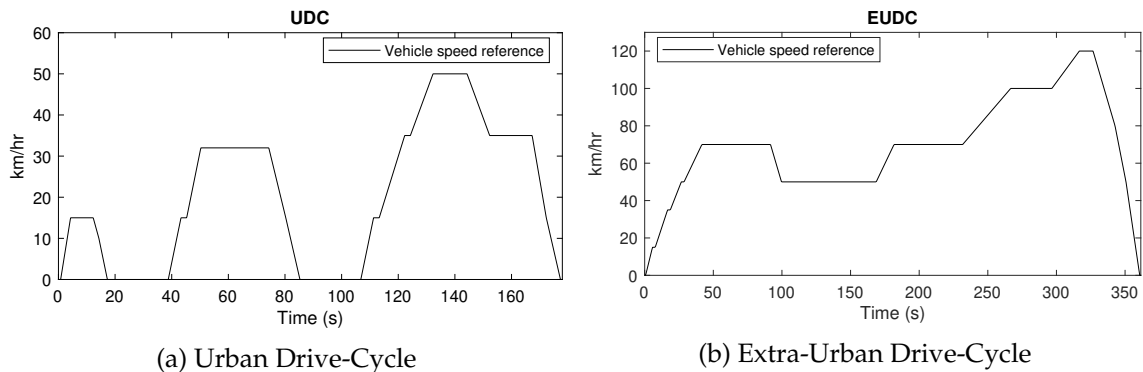 UDC
Vehicle speed reference
60
50
40
30
20
10
0
km/hr
0 20 40 60 80 100 120 140 160
Time (s)
(a) Urban Drive-Cycle
EUDC
Vehicle speed reference
120
100
80
60
40
20
0
km/hr
0 50 100 150 200 250 300 350
Time (s)
(b) Extra-Urban Drive-Cycle